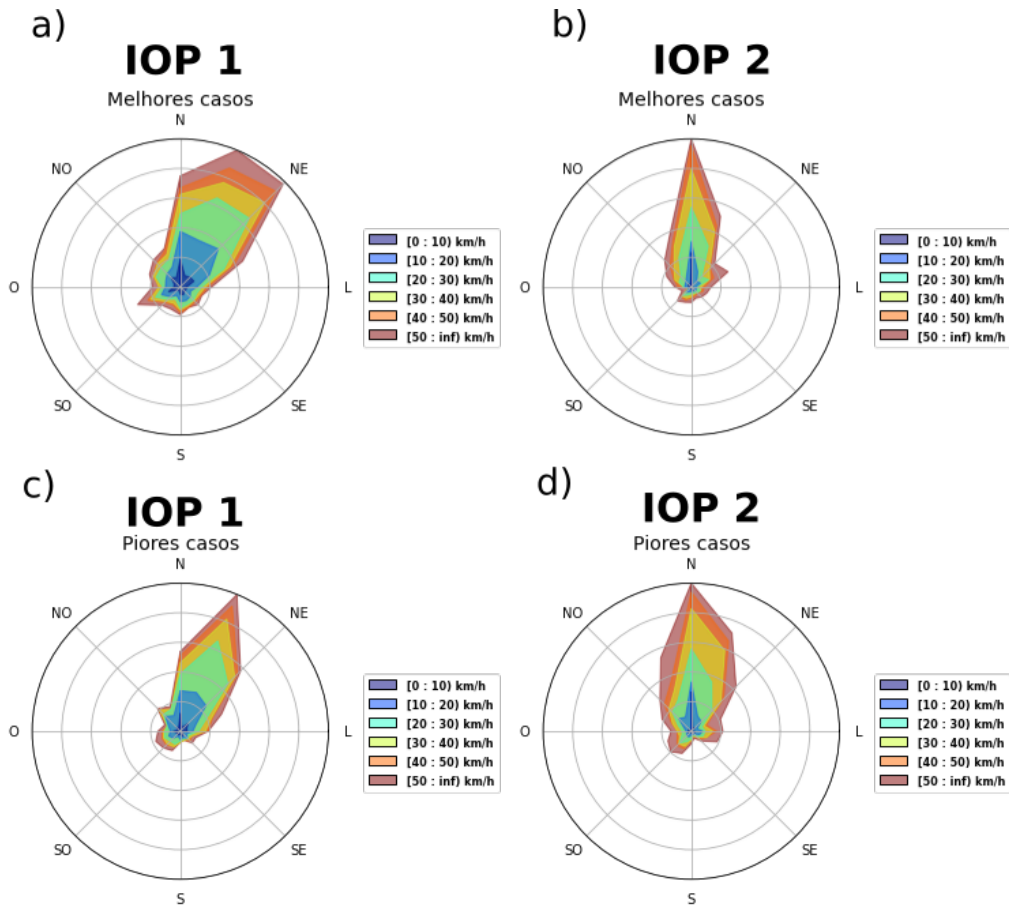 a)
IOP 1
Melhores casos
N
NO
NE
O
L
SO
SE
S
[0 : 10) km/h
[10 : 20) km/h
[20 : 30) km/h
[30 : 40) km/h
[40 : 50) km/h
[50 : inf) km/h
b)
IOP 2
Melhores casos
N
NO
NE
O
L
SO
SE
S
[0 : 10) km/h
[10 : 20) km/h
[20 : 30) km/h
[30 : 40) km/h
[40 : 50) km/h
[50 : inf) km/h
c)
IOP 1
Piores casos
N
NO
NE
O
L
SO
SE
S
[0 : 10) km/h
[10 : 20) km/h
[20 : 30) km/h
[30 : 40) km/h
[40 : 50) km/h
[50 : inf) km/h
d)
IOP 2
Piores casos
N
NO
NE
O
L
SO
SE
S
[0 : 10) km/h
[10 : 20) km/h
[20 : 30) km/h
[30 : 40) km/h
[40 : 50) km/h
[50 : inf) km/h